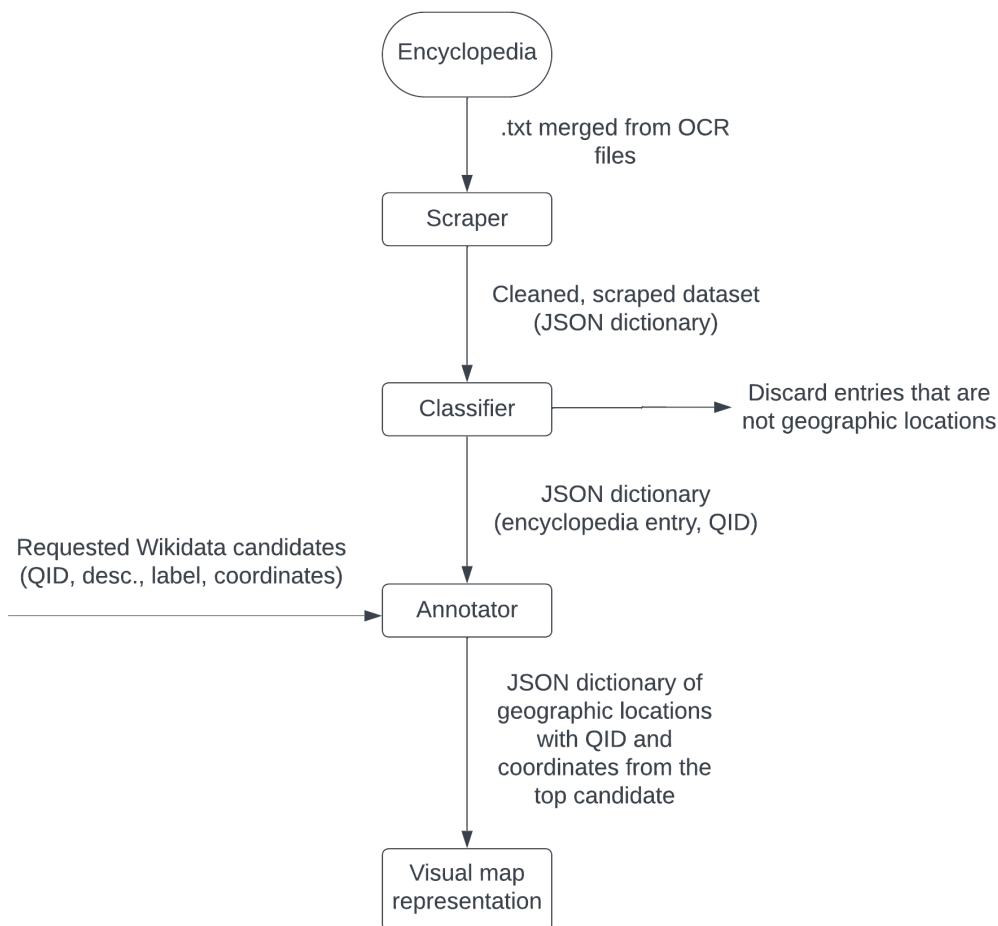 Encyclopedia
.txt merged from OCR
files
Scraper
Cleaned, scraped dataset
(JSON dictionary)
Classifier
Discard entries that are
not geographic locations
JSON dictionary
(encyclopedia entry, QID)
Requested Wikidata candidates
(QID, desc., label, coordinates)
Annotator
JSON dictionary of
geographic locations
with QID and
coordinates from the
top candidate
Visual map
representation